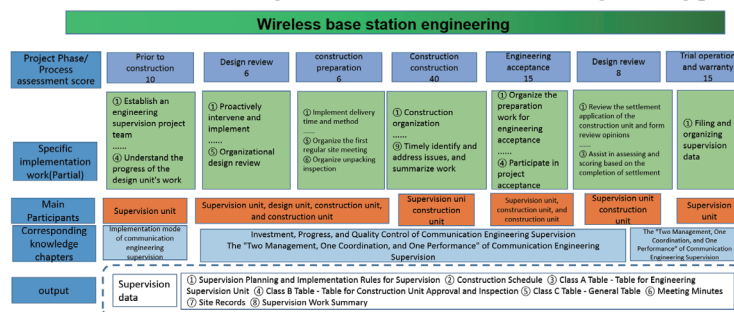 Wireless base station engineering
Project Phase/
Process
assessment score
Prior to
construction
10
Design review
6
construction
preparation
6
Construction
construction
40
Engineering
acceptance
15
Design review
8
Trial operation
and warranty
15
Specific
implementation
work(Partial)
① Establish an
engineering
supervision project
team
......
④ Understand the
progress of the
design unit's work
① Proactively
intervene and
implement
......
⑤ Organizational
design review
① Implement delivery
time and method
......
⑤ Organize the first
regular site meeting
⑥ Organize unpacking
inspection
① Construction
organization
......
⑨ Timely identify and
address issues, and
summarize work
① Organize the
preparation
work for
engineering
acceptance
......
④ Participate in
project
acceptance
① Review the settlement
application of the
construction unit and form
review opinions
......
③ Assist in assessing and
scoring based on the
completion of settlement
① Filing and
organizing
supervision
data
Main
Participants
Supervision unit
Supervision unit, design unit, construction unit,
and construction unit
Supervision uni
construction
unit
Supervision unit,
construction unit, and
construction unit
Supervision unit
construction
unit
Supervision
unit
Corresponding
knowledge
chapters
Implementation mode
of communication
engineering
supervision
Investment, Progress, and Quality Control of Communication Engineering Supervision
The "Two Management, One Coordination, and One Performance" of Communication Engineering
Supervision
The "Two Management, One
Coordination, and One
Performance" of Communication
Engineering Supervision
output
Supervision
data
① Supervision Planning and Implementation Rules for Supervision ② Construction Schedule ③ Class A Table - Table for Engineering
Supervision Unit ④ Class B Table - Table for Construction Unit Approval and Inspection ⑤ Class C Table - General Table ⑥ Meeting Minutes
⑦ Site Records ⑧ Supervision Work Summary